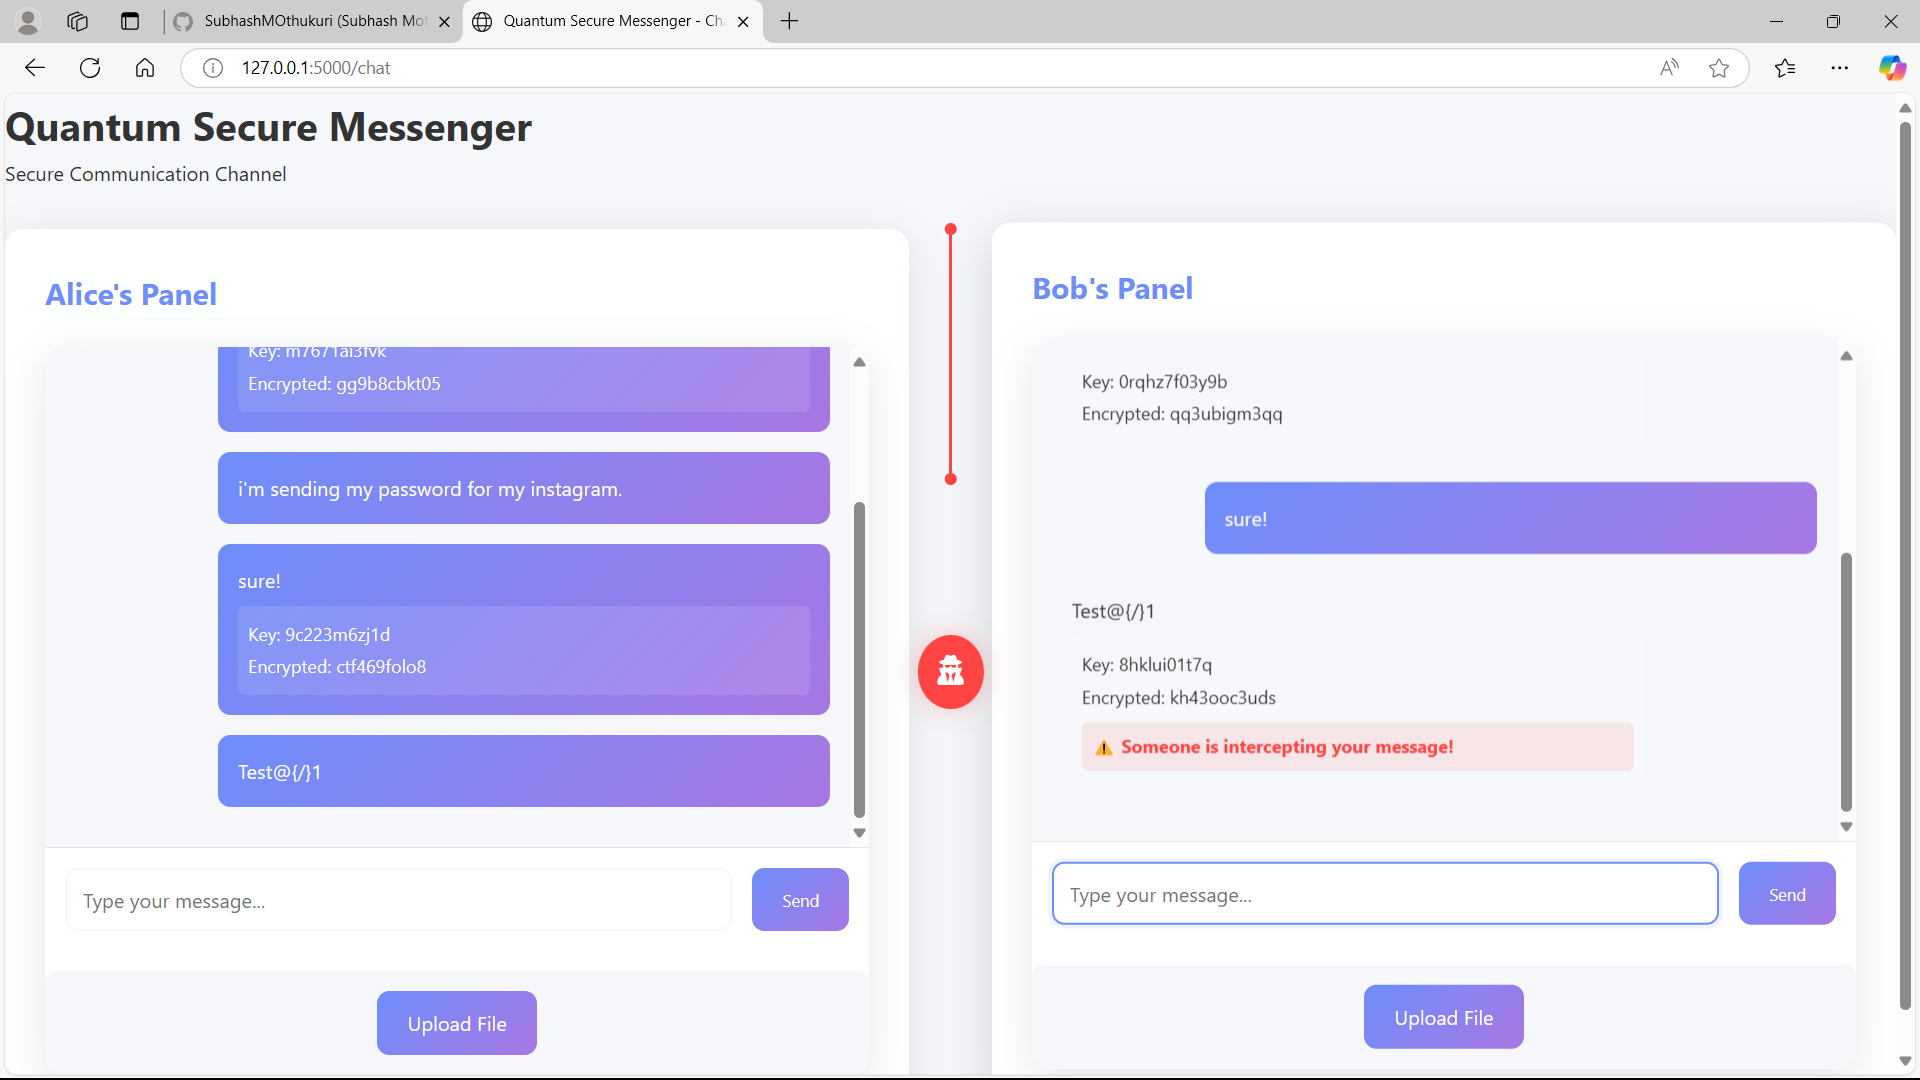 SubhashMOthukuri (Subhash Mot
Quantum Secure Messenger - Cha
127.0.0.1:5000/chat
Quantum Secure Messenger
Secure Communication Channel
Alice's Panel
Key: m7671ai3fvk
Encrypted: gg9b8cbkt05
i'm sending my password for my instagram.
sure!
Key: 9c223m6zj1d
Encrypted: ctf469folo8
Test@{/}1
Type your message...
Send
Upload File
Bob's Panel
Key: 0rqhz7f03y9b
Encrypted: qq3ubigm3qq
sure!
Test@{/}1
Key: 8hklui01t7q
Encrypted: kh43ooc3uds
⚠️ Someone is intercepting your message!
Type your message...
Send
Upload File